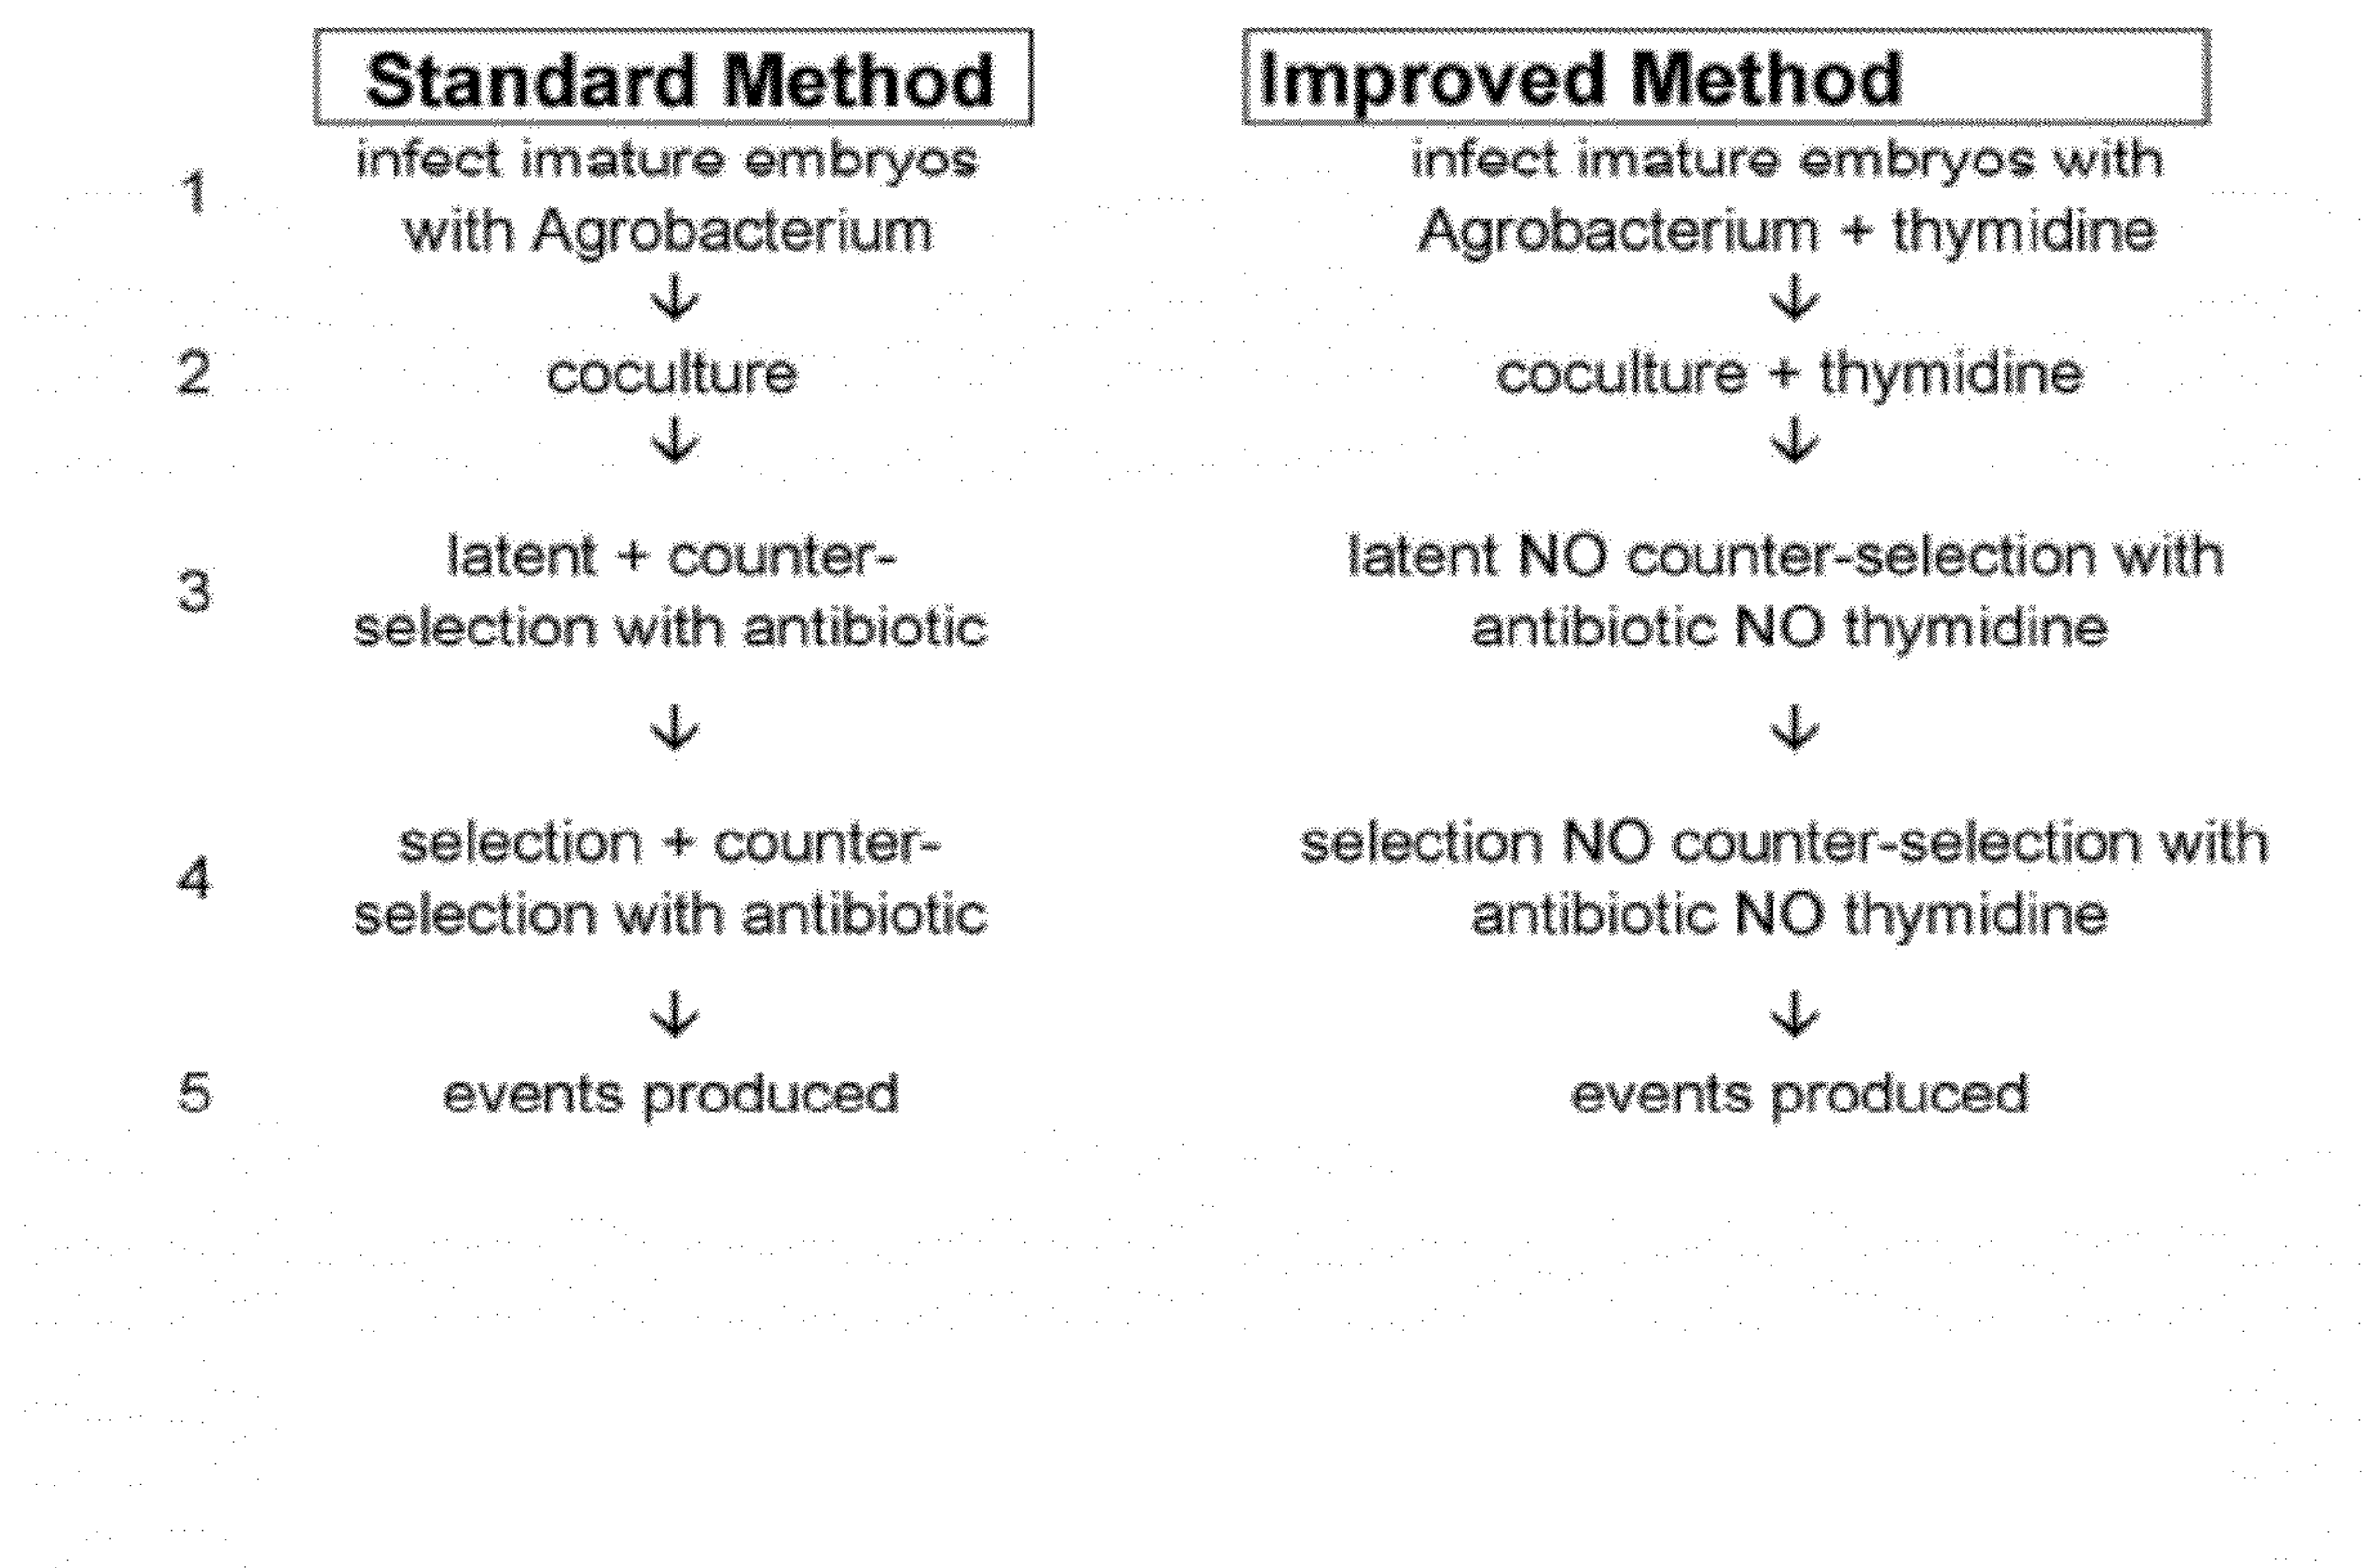 Standard Method
Improved Method
1
infect imature embryos
with Agrobacterium
infect imature embryos with
Agrobacterium + thymidine
↓
↓
2
coculture
coculture + thymidine
↓
↓
3
latent + counter-
selection with antibiotic
latent NO counter-selection with
antibiotic NO thymidine
↓
↓
4
selection + counter-
selection with antibiotic
selection NO counter-selection with
antibiotic NO thymidine
↓
↓
5
events produced
events produced